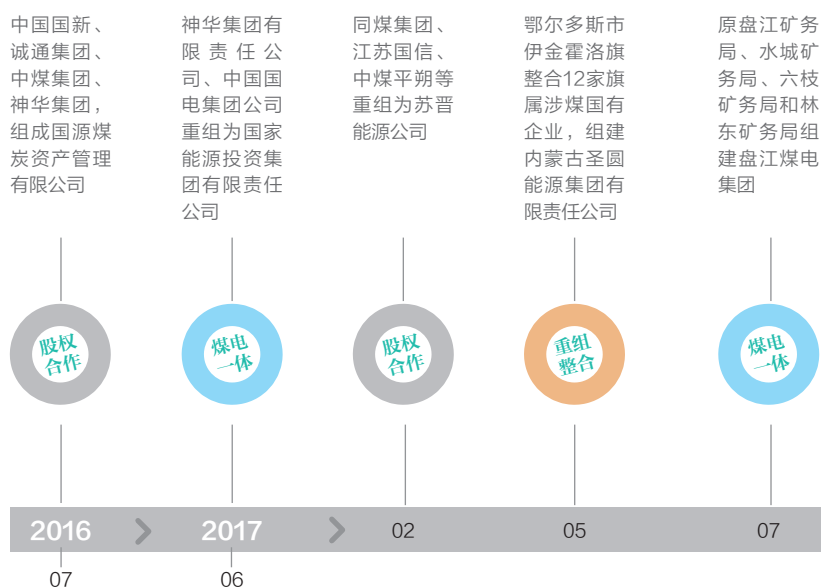 中国国新、
诚通集团、
中煤集团、
神华集团，
组成国源煤
炭资产管理
有限公司
神华集团有
限责任公
司、中国国
电集团公司
重组为国家
能源投资集
团有限责任
公司
同煤集团、
江苏国信、
中煤平朔等
重组为苏晋
能源公司
鄂尔多斯市
伊金霍洛旗
整合12家旗
属涉煤国有
企业，组建
内蒙古圣圆
能源集团有
限责任公司
原盘江矿务
局、水城矿
务局、六枝
矿务局和林
东矿务局组
建盘江煤电
集团
股权
合作
煤电
一体
股权
合作
重组
整合
煤电
一体
2016
2017
02
05
07
07
06